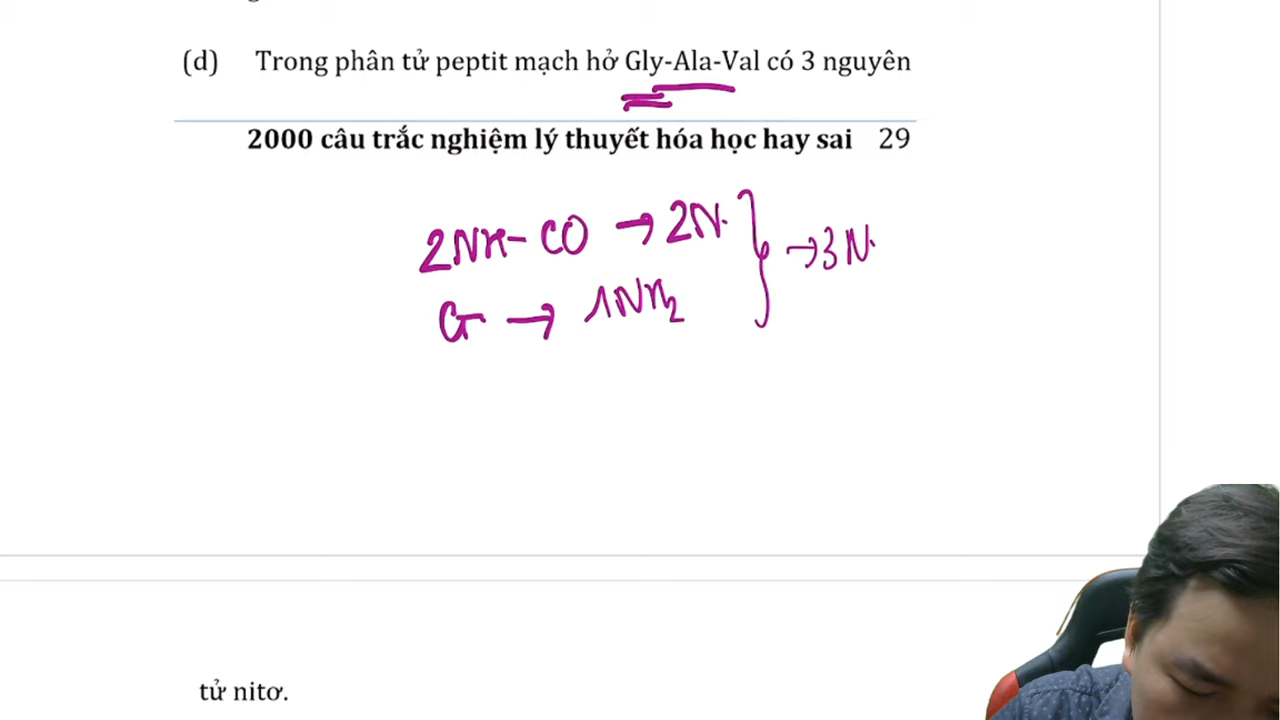 (d) Trong phân tử peptit mạch hở Gly-Ala-Val có 3 nguyên
2000 câu trắc nghiệm lý thuyết hóa học hay sai 29
2NH-CO → 2N.
G → 1NH2
→ 3N.
tử nitơ.